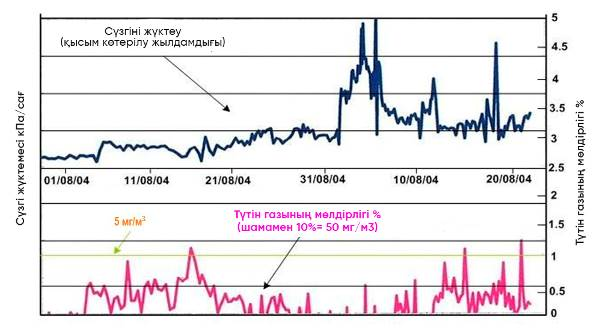 Сүзгіні жүктеу
(қысым көтерілу жылдамдығы)
5
4.5
4
3.5
3
2.5
2
1.5
1
0.5
0
01/08/04 11/08/04 21/08/04 31/08/04 10/08/04 20/08/04
Сүзгі жүктемесі кПа/сағ
Түтін газының мөлдірлігі %
5 мг/м³
Түтін газының мөлдірлігі %
(шамамен 10%= 50 мг/м3)